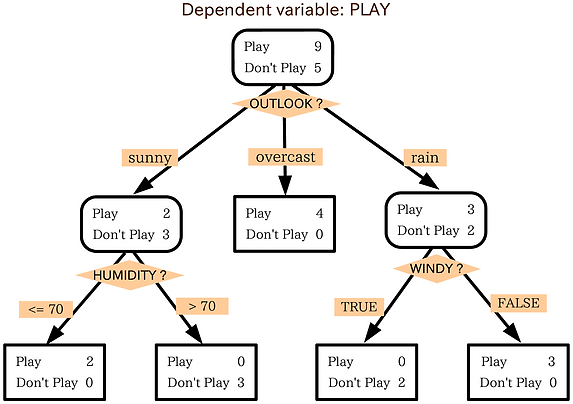 Dependent variable: PLAY
Play 9
Don't Play 5
OUTLOOK ?
sunny
overcast
rain
Play 2
Don't Play 3
Play 4
Don't Play 0
Play 3
Don't Play 2
HUMIDITY ?
WINDY ?
<= 70
> 70
TRUE
FALSE
Play 2
Don't Play 0
Play 0
Don't Play 3
Play 0
Don't Play 2
Play 3
Don't Play 0